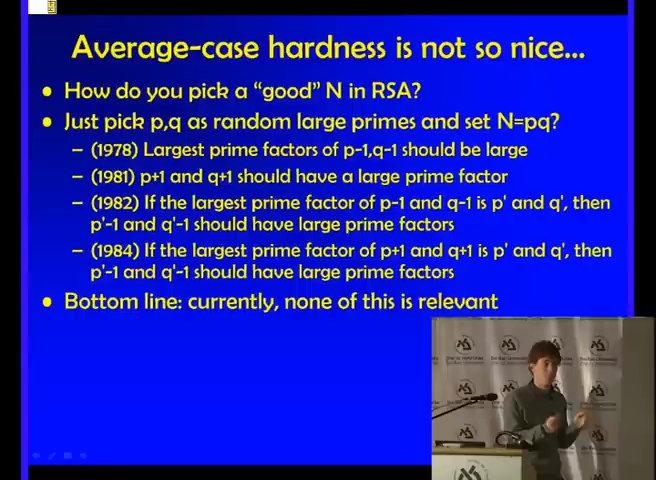 Average-case hardness is not so nice...
• How do you pick a “good” N in RSA?
• Just pick p,q as random large primes and set N=pq?
– (1978) Largest prime factors of p-1,q-1 should be large
– (1981) p+1 and q+1 should have a large prime factor
– (1982) If the largest prime factor of p-1 and q-1 is p' and q', then
p'-1 and q'-1 should have large prime factors
– (1984) If the largest prime factor of p+1 and q+1 is p' and q', then
p'-1 and q'-1 should have large prime factors
• Bottom line: currently, none of this is relevant